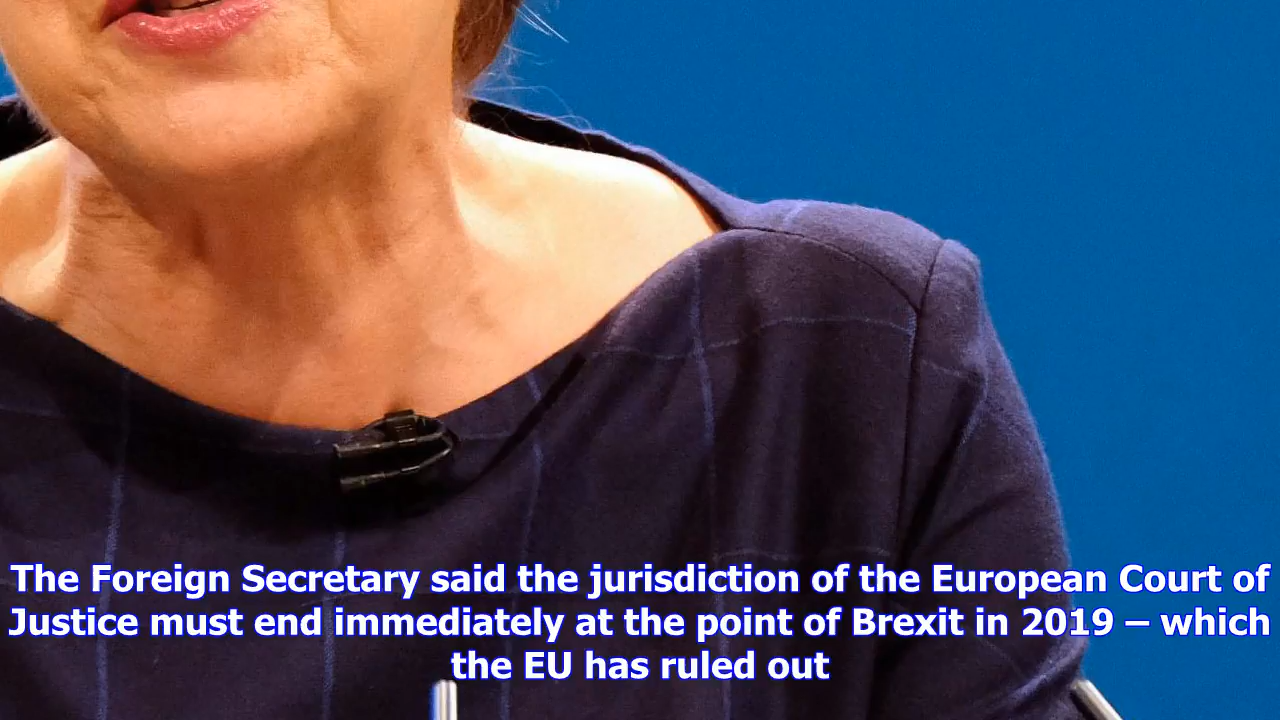 The Foreign Secretary said the jurisdiction of the European Court of
Justice must end immediately at the point of Brexit in 2019 – which
the EU has ruled out